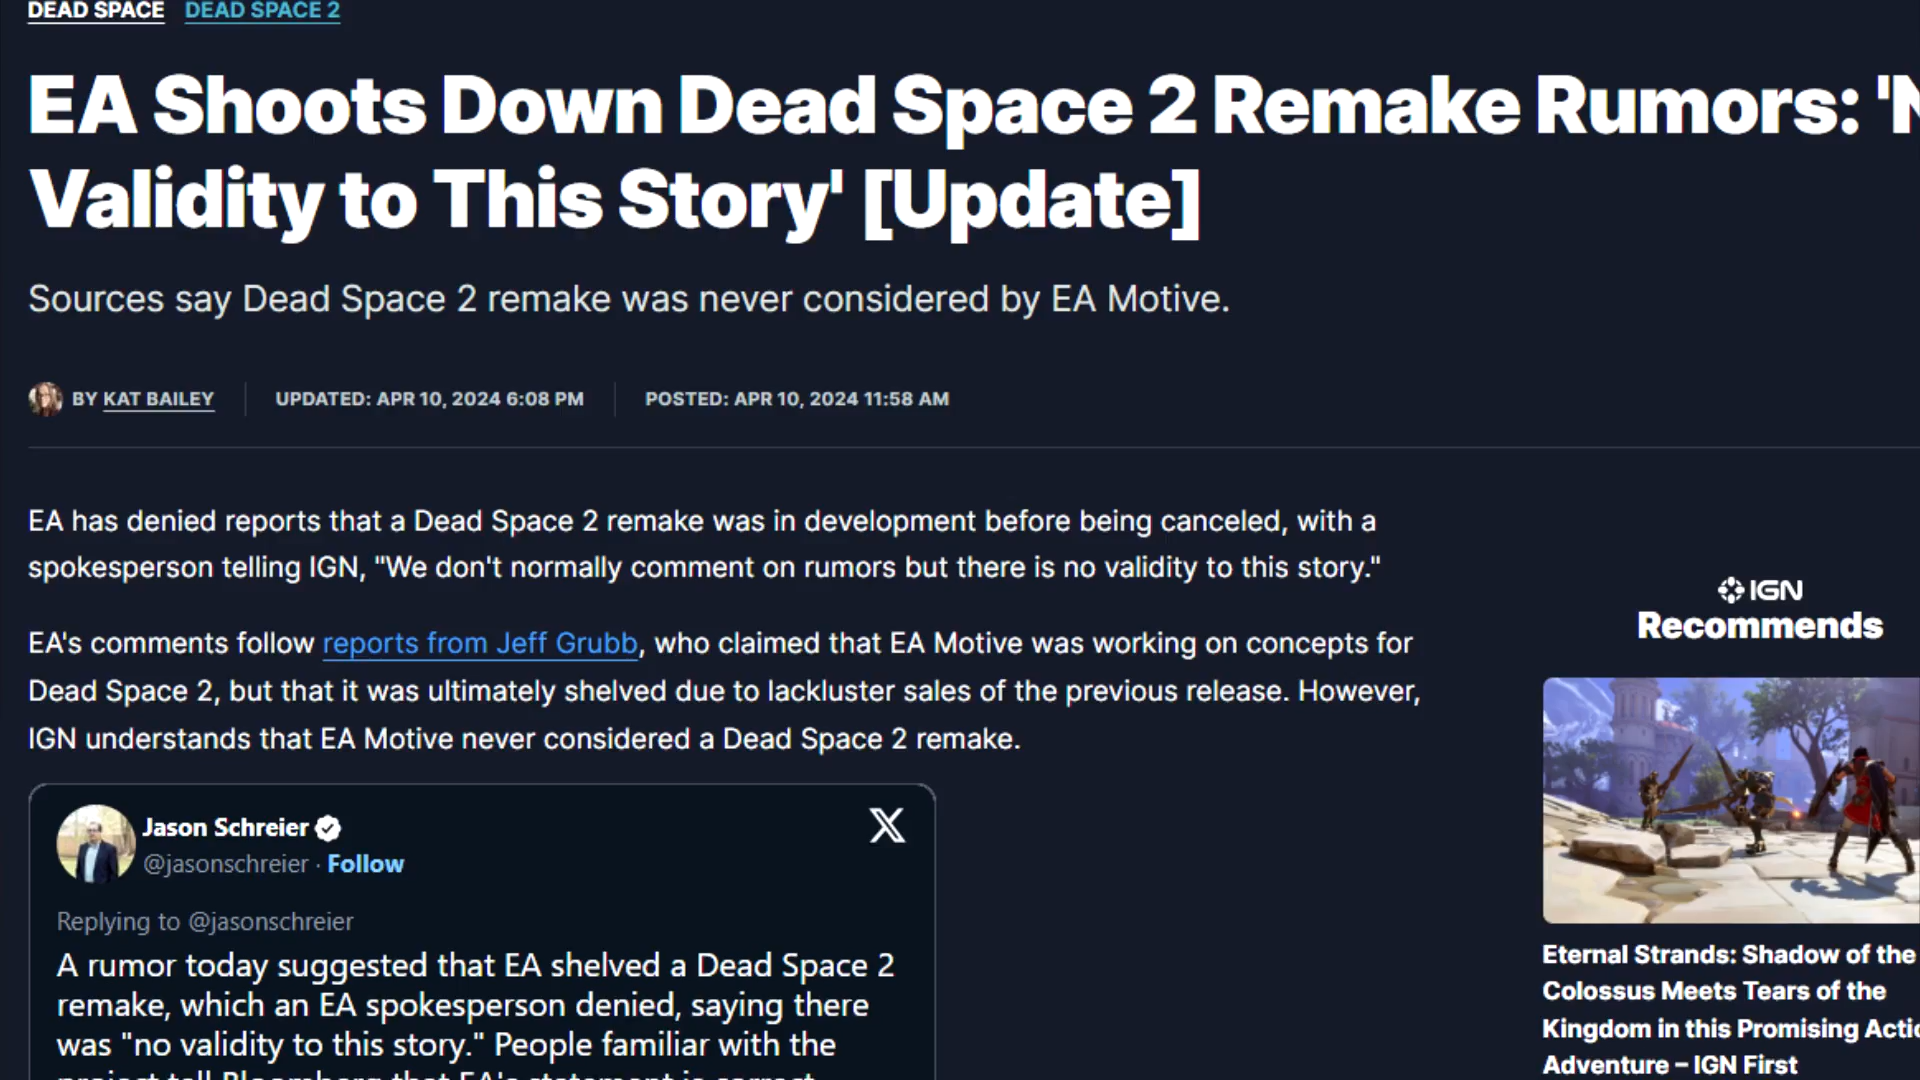 DEAD SPACE DEAD SPACE 2
EA Shoots Down Dead Space 2 Remake Rumors:
Validity to This Story' [Update]
Sources say Dead Space 2 remake was never considered by EA Motive.
BY KAT BAILEY UPDATED: APR 10, 2024 6:08 PM POSTED: APR 10, 2024 11:58 AM
EA has denied reports that a Dead Space 2 remake was in development before being canceled, with a
spokesperson telling IGN, "We don't normally comment on rumors but there is no validity to this story."
EA's comments follow reports from Jeff Grubb, who claimed that EA Motive was working on concepts for
Dead Space 2, but that it was ultimately shelved due to lackluster sales of the previous release. However,
IGN understands that EA Motive never considered a Dead Space 2 remake.
Jason Schreier
@jasonschreier · Follow
Replying to @jasonschreier
A rumor today suggested that EA shelved a Dead Space 2
remake, which an EA spokesperson denied, saying there
was "no validity to this story." People familiar with the
project tell Bloomberg that EA's statement is correct
IGN
Recommends
Eternal Strands: Shadow of the
Colossus Meets Tears of the
Kingdom in this Promising
Adventure – IGN First